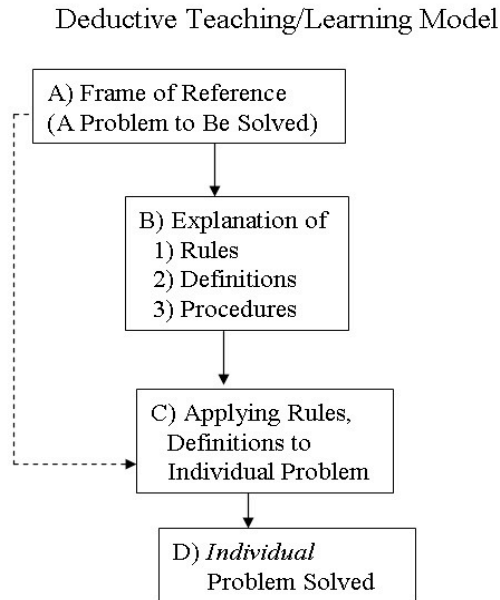 Deductive Teaching/Learning Model
A) Frame of Reference
(A Problem to Be Solved)
B) Explanation of
1) Rules
2) Definitions
3) Procedures
C) Applying Rules,
Definitions to
Individual Problem
D) Individual
Problem Solved